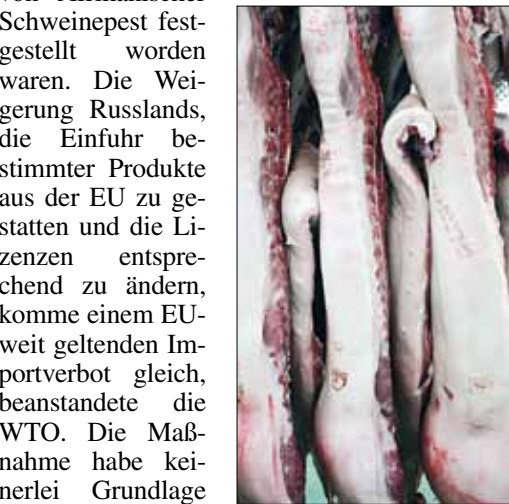 von Afrikanischer
Schweinepest fest-
gestellt worden
waren. Die Wei-
gerung Russlands,
die Einfuhr be-
stimmter Produkte
aus der EU zu ge-
statten und die Li-
zenzen entspre-
chend zu ändern,
komme einem EU-
weit geltenden Im-
portverbot gleich,
beanstandete die
WTO. Die Maß-
nahme habe kei-
nerlei Grundlage